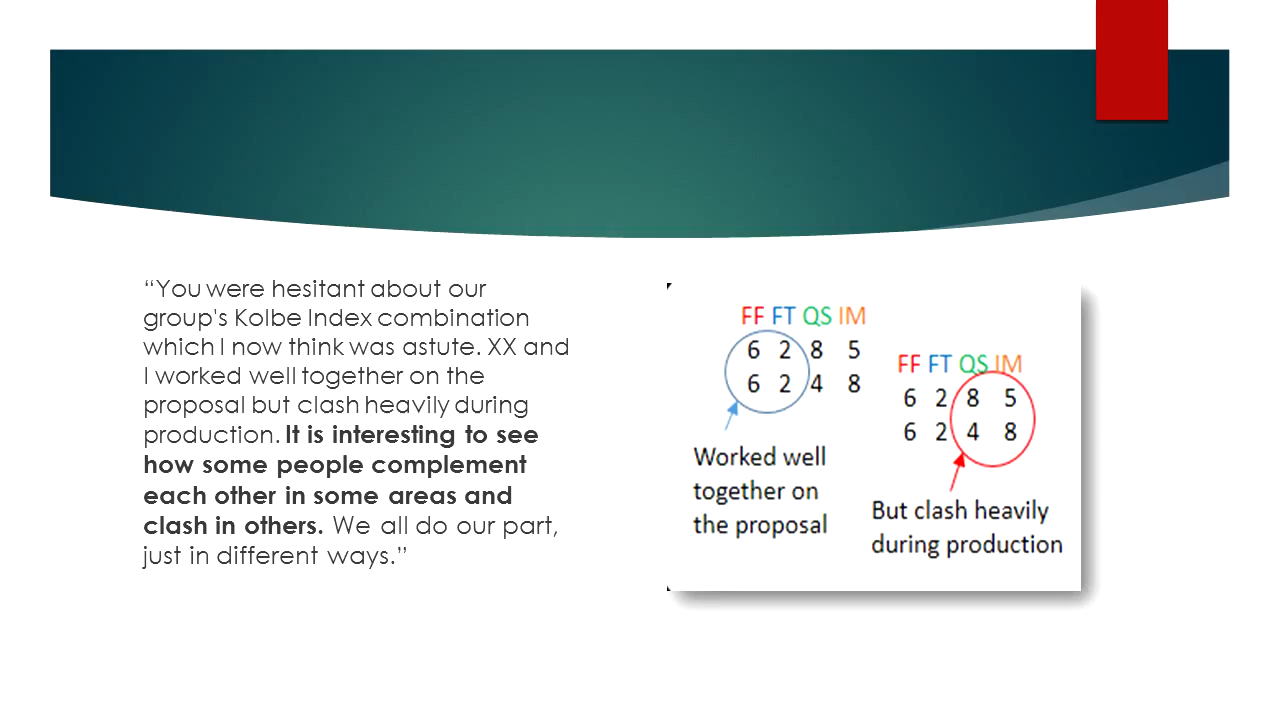 “You were hesitant about our
group's Kolbe Index combination
which I now think was astute. XX and
I worked well together on the
proposal but clash heavily during
production. It is interesting to see
how some people complement
each other in some areas and
clash in others. We all do our part,
just in different ways.”
FF FT QS IM
6 2 8 5
6 2 4 8
Worked well
together on
the proposal
FF FT QS IM
6 2 8 5
6 2 4 8
But clash heavily
during production